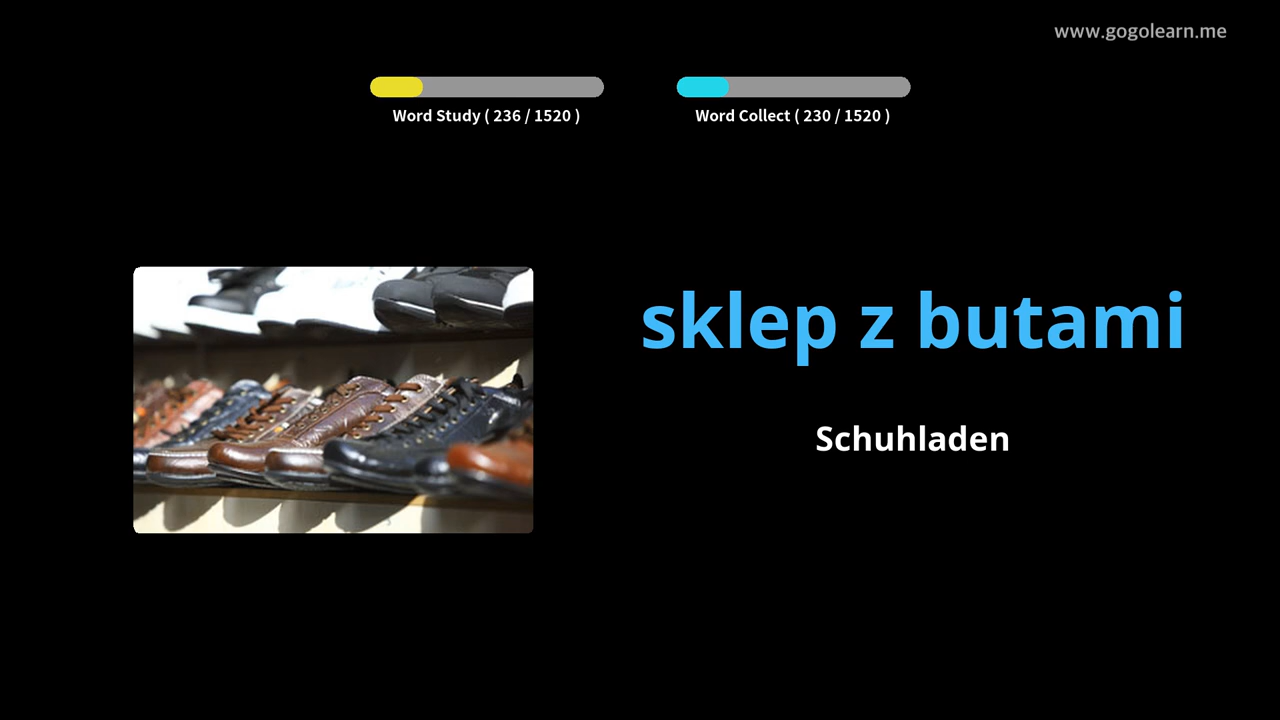 www.gogolearn.me
Word Study ( 236 / 1520 )
Word Collect ( 230 / 1520 )
sklep z butami
Schuhladen